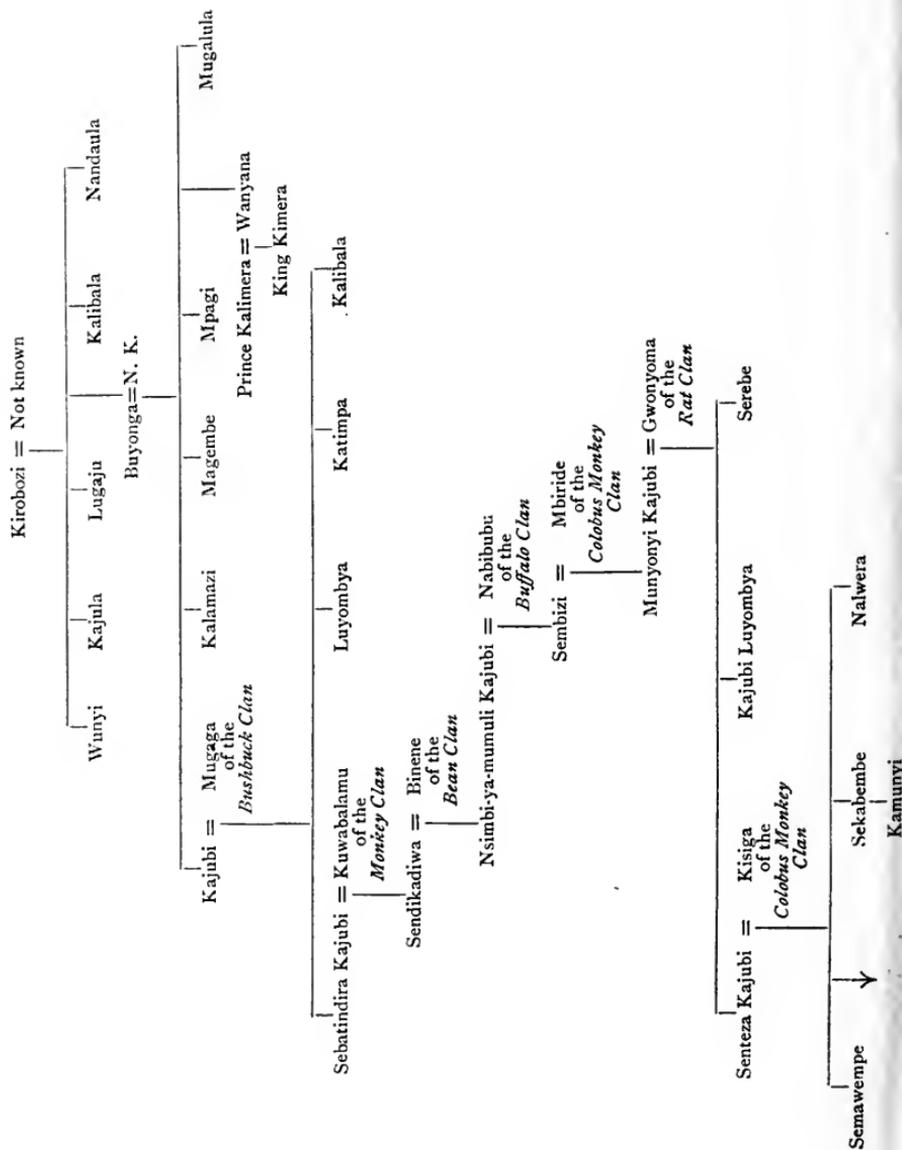 Kirobozi = Not known
Wunyi Kajula Lugaju Kalibala Nandaula
Buyonga=N. K.
Kajubi = Mugaga of the Bushbuck Clan Kalamazi Magembe Mpagi Mugalula
Prince Kalimera = Wanyana
King Kimera
Sebatindira Kajubi = Kuwabalamu of the Monkey Clan Luyombya Katimpa Kalibala
Sendikadiwa = Binene of the Bean Clan
Nsimbi-ya-mumuli Kajubi = Nabibubu of the Buffalo Clan
Sembizi = Mbiride of the Colobus Monkey Clan
Munyonyi Kajubi = Gwonyoma of the Rat Clan
Senteza Kajubi = Kisiga of the Colobus Monkey Clan Kajubi Luyombya Serebe
Semawempe Sekabembe Nalwera
Kamunyi